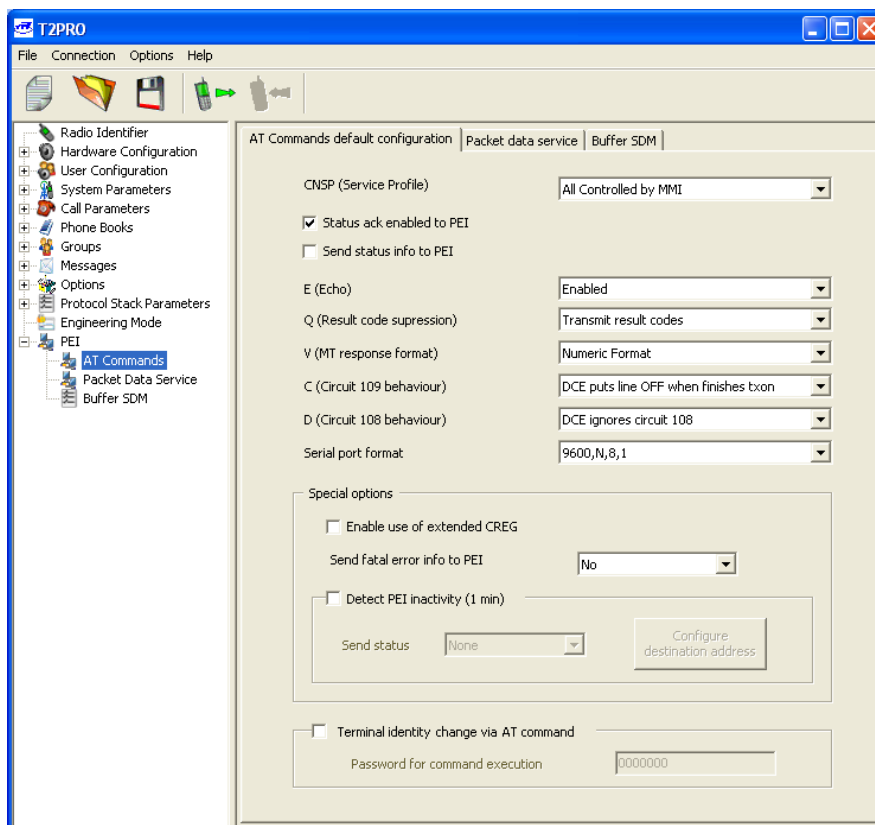 T2PRO
File Connection Options Help
Radio Identifier
Hardware Configuration
User Configuration
System Parameters
Call Parameters
Phone Books
Groups
Messages
Options
Protocol Stack Parameters
Engineering Mode
PEI
AT Commands
Packet Data Service
Buffer SDM
AT Commands default configuration Packet data service Buffer SDM
CNSP (Service Profile) All Controlled by MMI
Status ack enabled to PEI
Send status info to PEI
E (Echo) Enabled
Q (Result code supression) Transmit result codes
V (MT response format) Numeric Format
C (Circuit 109 behaviour) DCE puts line OFF when finishes txon
D (Circuit 108 behaviour) DCE ignores circuit 108
Serial port format 9600,N,8,1
Special options
Enable use of extended CREG
Send fatal error info to PEI No
Detect PEI inactivity (1 min)
Send status None Configure
destination address
Terminal identity change via AT command
Password for command execution 0000000